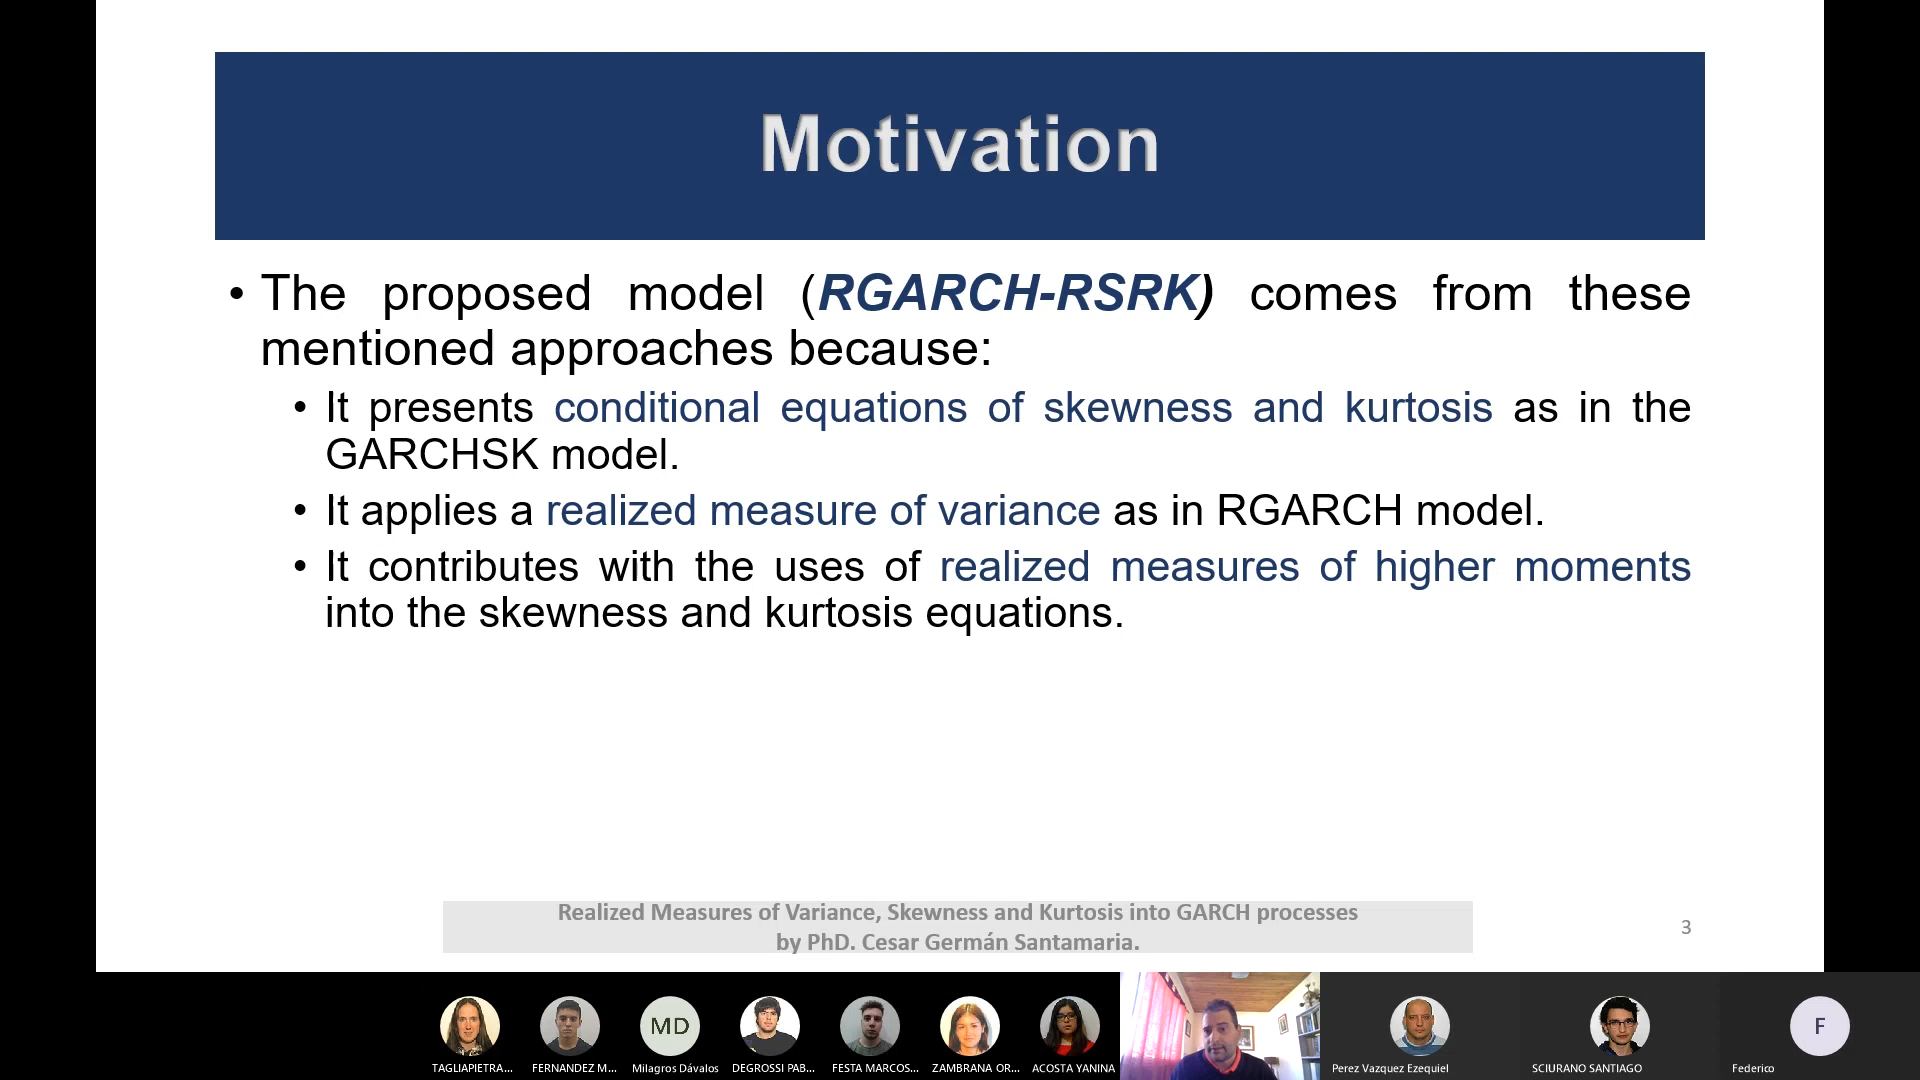 Motivation
• The proposed model (RGARCH-RSRK) comes from these
mentioned approaches because:
• It presents conditional equations of skewness and kurtosis as in the
GARCHSK model.
• It applies a realized measure of variance as in RGARCH model.
• It contributes with the uses of realized measures of higher moments
into the skewness and kurtosis equations.
Realized Measures of Variance, Skewness and Kurtosis into GARCH processes
by PhD. Cesar Germán Santamaria.
3
MD
F
TAGLIAPIETRA...
FERNANDEZ M...
Milagros Dávalos
DEGROSSI PAB...
FESTA MARCOS...
ZAMBRANA OR...
ACOSTA YANINA
Perez Vazquez Ezequiel
SCIURANO SANTIAGO
Federico